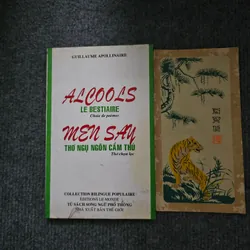 GUILLAUME APOLLINAIRE
ALCOOLS
LE BESTIAIRE
Choix de poèmes
MEN SAY
THƠ NGỤ NGÔN CẦM THÚ
Thơ chọn lọc
COLLECTION BILINGUE POPULAIRE
EDITIONS LE MONDE
TỦ SÁCH SONG NGỮ PHỔ THÔNG
NHÀ XUẤT BẢN THẾ GIỚI